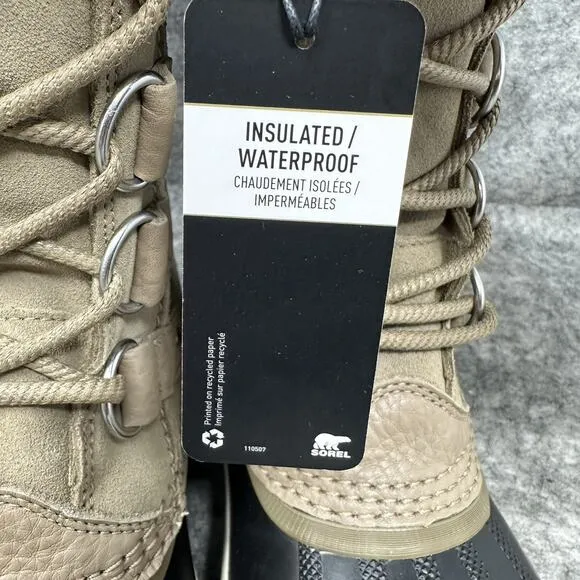 INSULATED /
WATERPROOF
CHAUDEMENT ISOLÉES /
IMPERMÉABLES
Printed on recycled paper
Imprimé sur papier recyclé
110507
SOREL